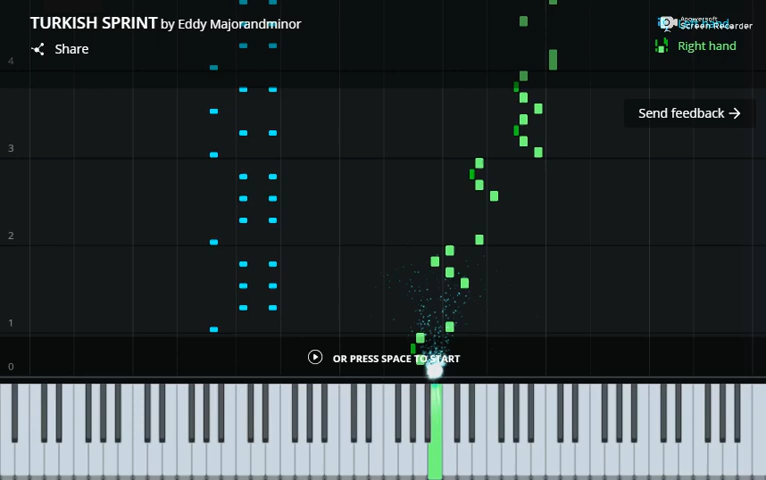 TURKISH SPRINT by Eddy Majorandminor
Share
Apowersoft
Screen Recorder
Right hand
4
Send feedback →
3
2
1
0
OR PRESS SPACE TO START